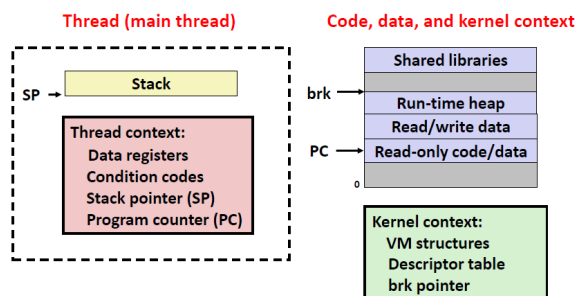 Thread (main thread)
Stack
SP
Thread context:
Data registers
Condition codes
Stack pointer (SP)
Program counter (PC)
Code, data, and kernel context
Shared libraries
brk
Run-time heap
Read/write data
PC
Read-only code/data
0
Kernel context:
VM structures
Descriptor table
brk pointer